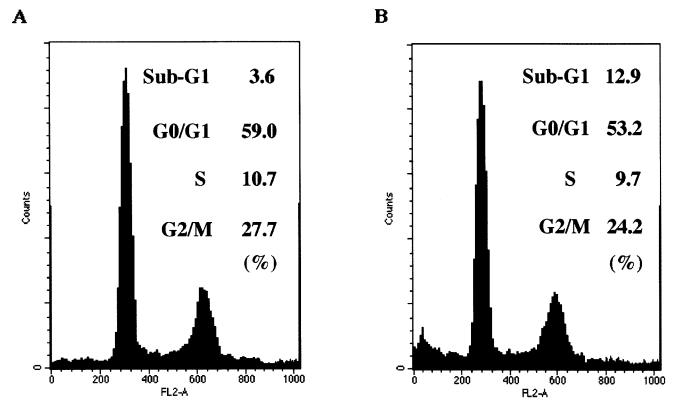 A
Counts
Sub-G1 3.6
G0/G1 59.0
S 10.7
G2/M 27.7
(%)
0
0 200 400 600 800 1000
FL2-A
B
Counts
Sub-G1 12.9
G0/G1 53.2
S 9.7
G2/M 24.2
(%)
0
0 200 400 600 800 1000
FL2-A